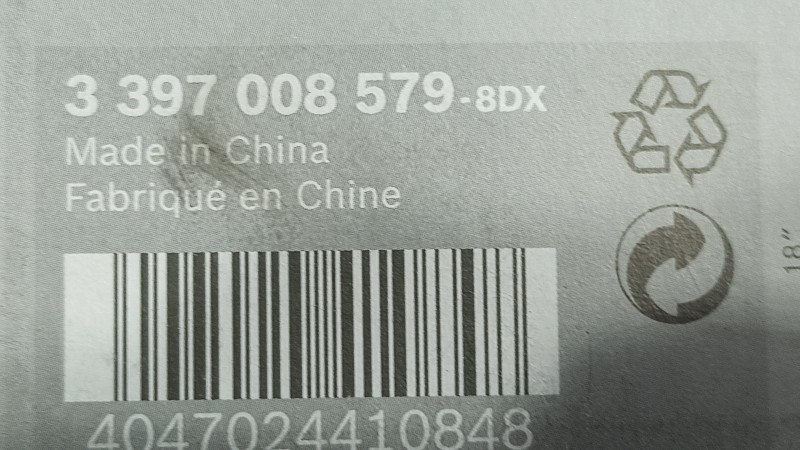 3 397 008 579-8DX
Made in China
Fabriqué en Chine
4047024410848
18"